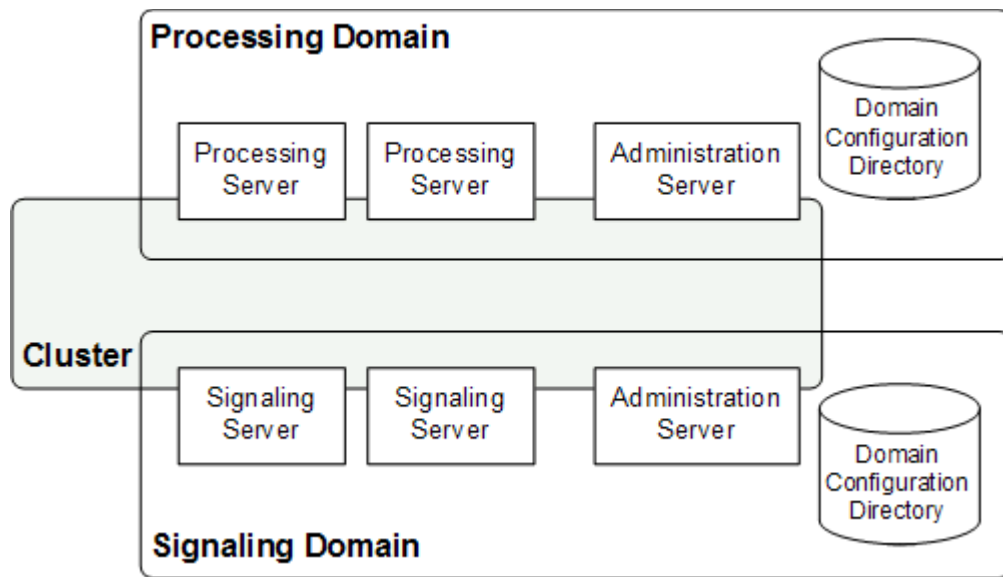 Processing Domain
Domain
Configuration
Directory
Processing
Server
Processing
Server
Administration
Server
Cluster
Signaling
Server
Signaling
Server
Administration
Server
Domain
Configuration
Directory
Signaling Domain